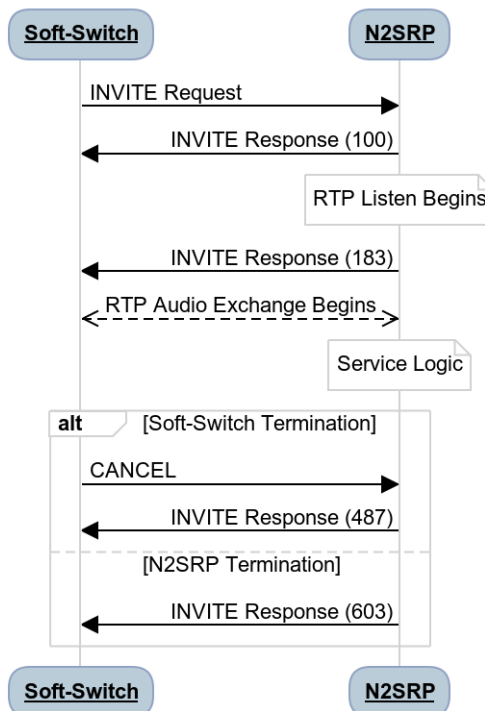 Soft-Switch
N2SRP
INVITE Request
INVITE Response (100)
RTP Listen Begins
INVITE Response (183)
RTP Audio Exchange Begins
Service Logic
alt
[Soft-Switch Termination]
CANCEL
INVITE Response (487)
[N2SRP Termination]
INVITE Response (603)
Soft-Switch
N2SRP